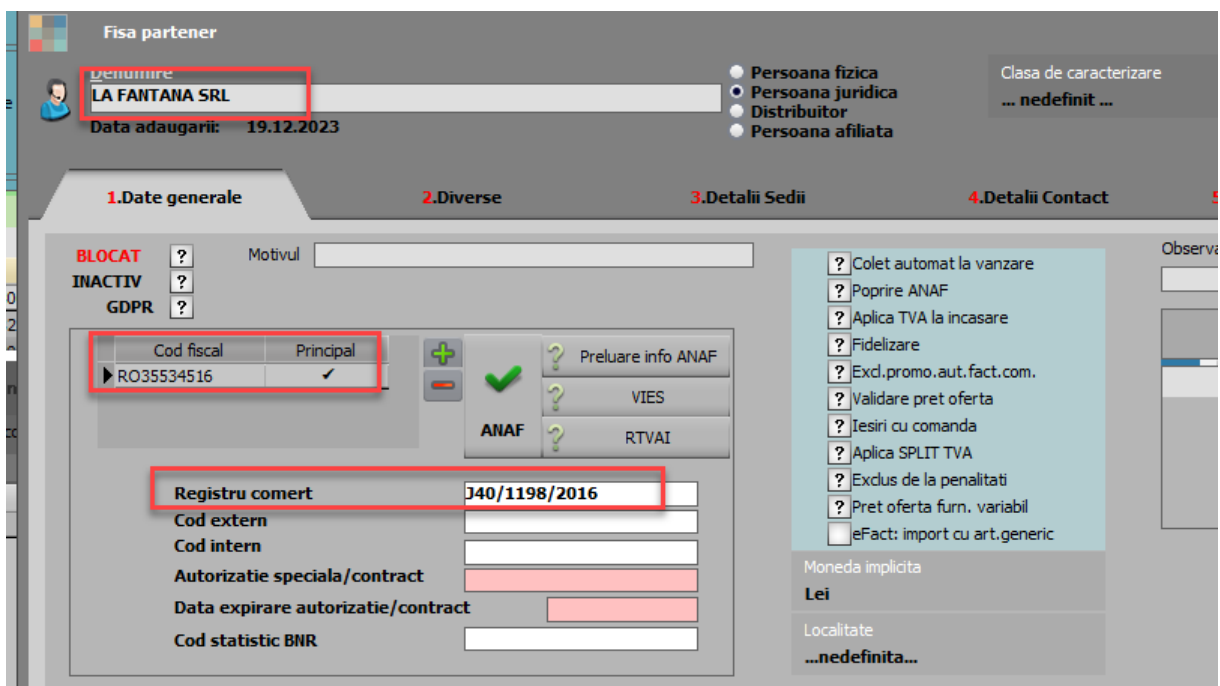 Fisa partener
Denumire
LA FANTANA SRL
Data adaugarii: 19.12.2023
Persoana fizica
Persoana juridica
Distribuitor
Persoana afiliata
Clasa de caracterizare
... nedefinit ...
1.Date generale
2.Diverse
3.Detalii Sedii
4.Detalii Contact
5
BLOCAT ?
INACTIV ?
GDPR ?
Motivul
Cod fiscal Principal
RO35534516 ✔
ANAF
? Preluare info ANAF
? VIES
? RTVAI
Registru comert J40/1198/2016
Cod extern
Cod intern
Autorizatie speciala/contract
Data expirare autorizatie/contract
Cod statistic BNR
? Colet automat la vanzare
? Poprire ANAF
? Aplica TVA la incasare
? Fidelizare
? Excl.promo.aut.fact.com.
? Validare pret oferta
? Iesiri cu comanda
? Aplica SPLIT TVA
? Exclus de la penalitati
? Pret oferta furn. variabil
eFact: import cu art.generic
Moneda implicita
Lei
Localitate
...nedefinita...
Observa